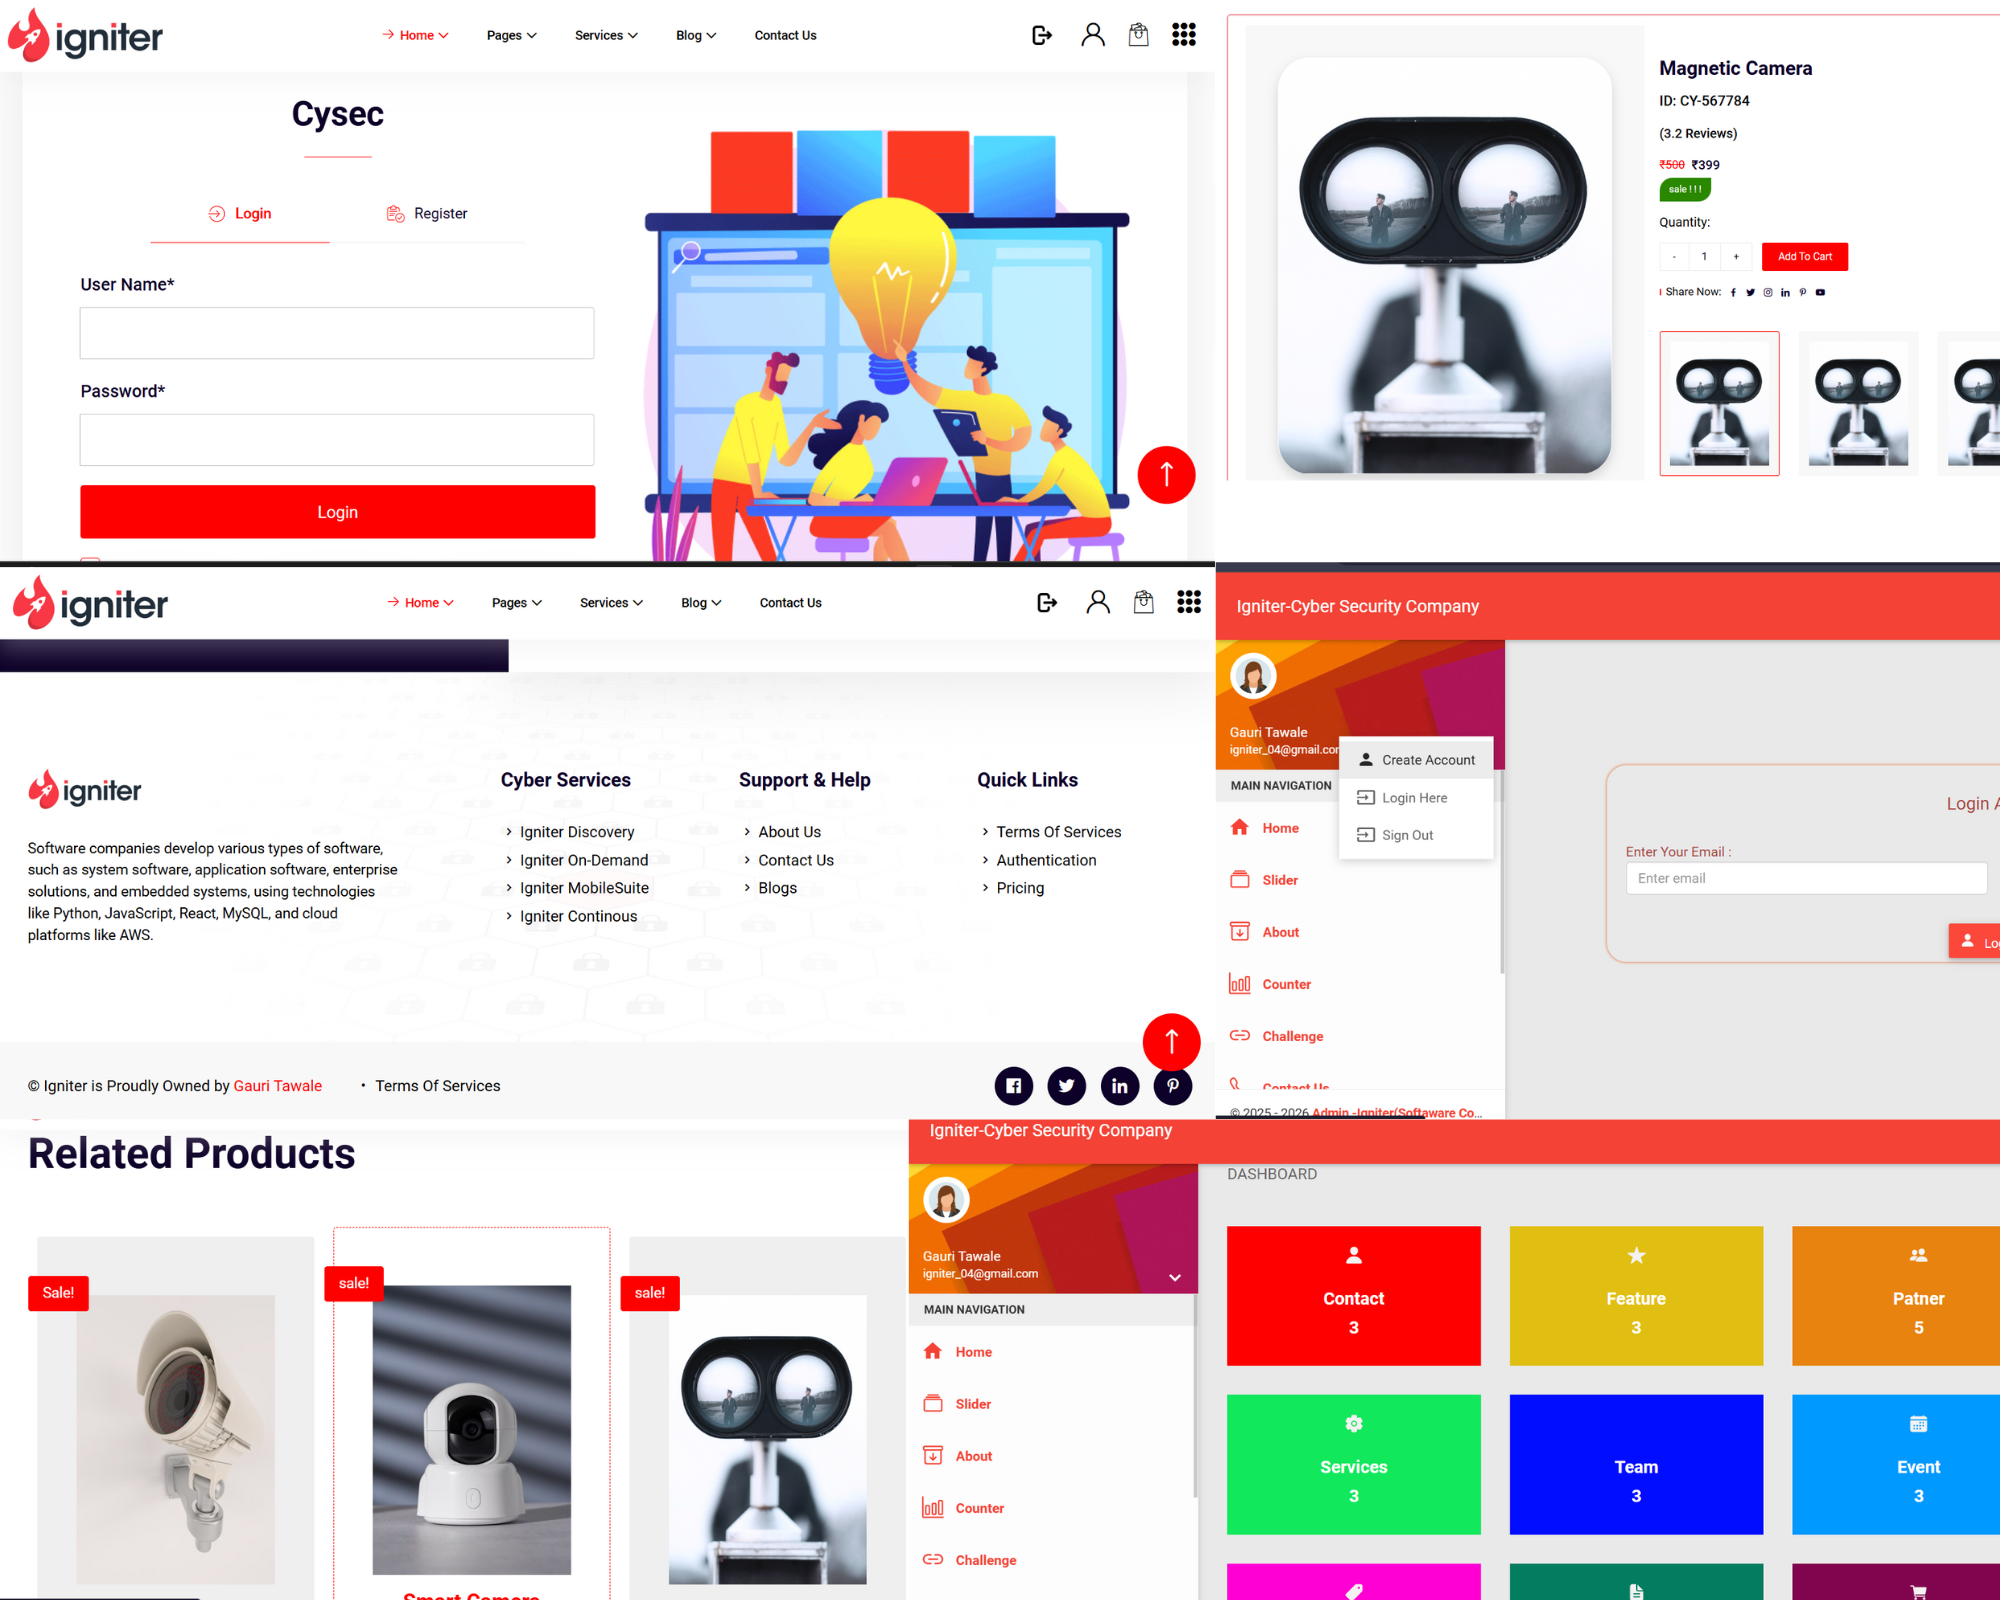 igniter
Home
Pages
Services
Blog
Contact Us
Cysec
Login
Register
User Name*
Password*
Login
Magnetic Camera
ID: CY-567784
(3.2 Reviews)
₹500 ₹399
sale ! ! !
Quantity:
- 1 +
Add To Cart
Share Now:
igniter
Home
Pages
Services
Blog
Contact Us
igniter
Software companies develop various types of software,
such as system software, application software, enterprise
solutions, and embedded systems, using technologies
like Python, JavaScript, React, MySQL, and cloud
platforms like AWS.
Cyber Services
Igniter Discovery
Igniter On-Demand
Igniter MobileSuite
Igniter Continous
Support & Help
About Us
Contact Us
Blogs
Quick Links
Terms Of Services
Authentication
Pricing
© Igniter is Proudly Owned by Gauri Tawale
• Terms Of Services
Igniter-Cyber Security Company
Gauri Tawale
igniter_04@gmail.com
Create Account
Login Here
Sign Out
MAIN NAVIGATION
Home
Slider
About
Counter
Challenge
Contact Us
© 2025 - 2026 Admin -Igniter(Softaware Co...
Login A
Enter Your Email :
Enter email
Lo
Related Products
Sale!
sale!
sale!
Smart Camera
Igniter-Cyber Security Company
Gauri Tawale
igniter_04@gmail.com
MAIN NAVIGATION
Home
Slider
About
Counter
Challenge
DASHBOARD
Contact
3
Feature
3
Patner
5
Services
3
Team
3
Event
3